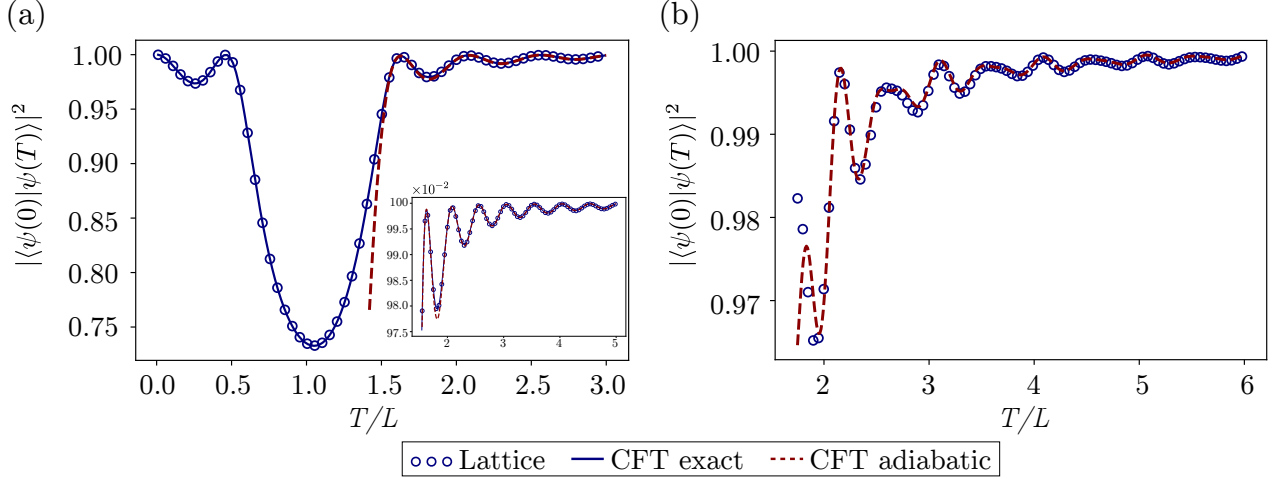 (a)
|⟨ψ(0)|ψ(T)⟩|²
1.00
0.95
0.90
0.85
0.80
0.75
0.0 0.5 1.0 1.5 2.0 2.5 3.0
T/L
×10⁻²
100.0
99.5
99.0
98.5
98.0
97.5
2 3 4 5
(b)
|⟨ψ(0)|ψ(T)⟩|²
1.00
0.99
0.98
0.97
2 3 4 5 6
T/L
Lattice CFT exact CFT adiabatic